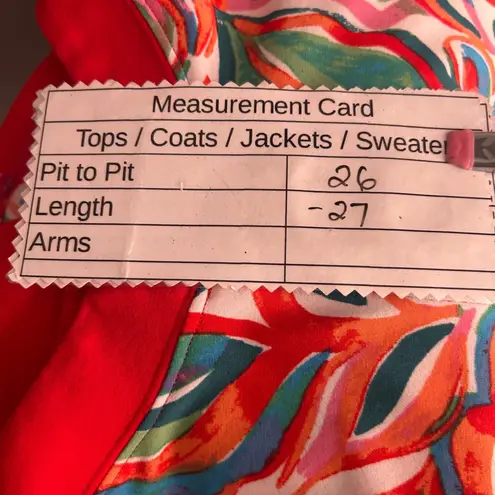 Measurement Card
Tops / Coats / Jackets / Sweater
Pit to Pit 26
Length -27
Arms